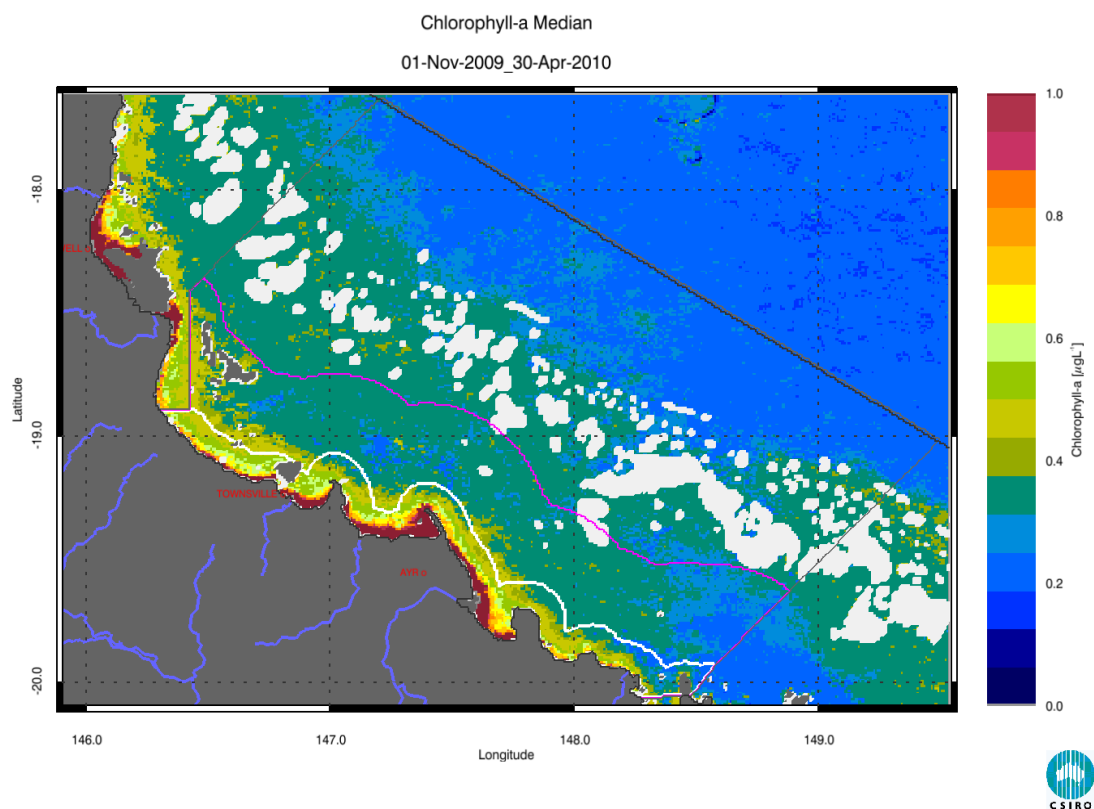 Chlorophyll-a Median
01-Nov-2009_30-Apr-2010
1.0
0.8
0.6
0.4
0.2
0.0
Chlorophyll-a [µgL⁻¹]
-18.0
-19.0
-20.0
Latitude
ELL
TOWNSVILLE
AYR o
146.0
147.0
148.0
149.0
Longitude
CSIRO